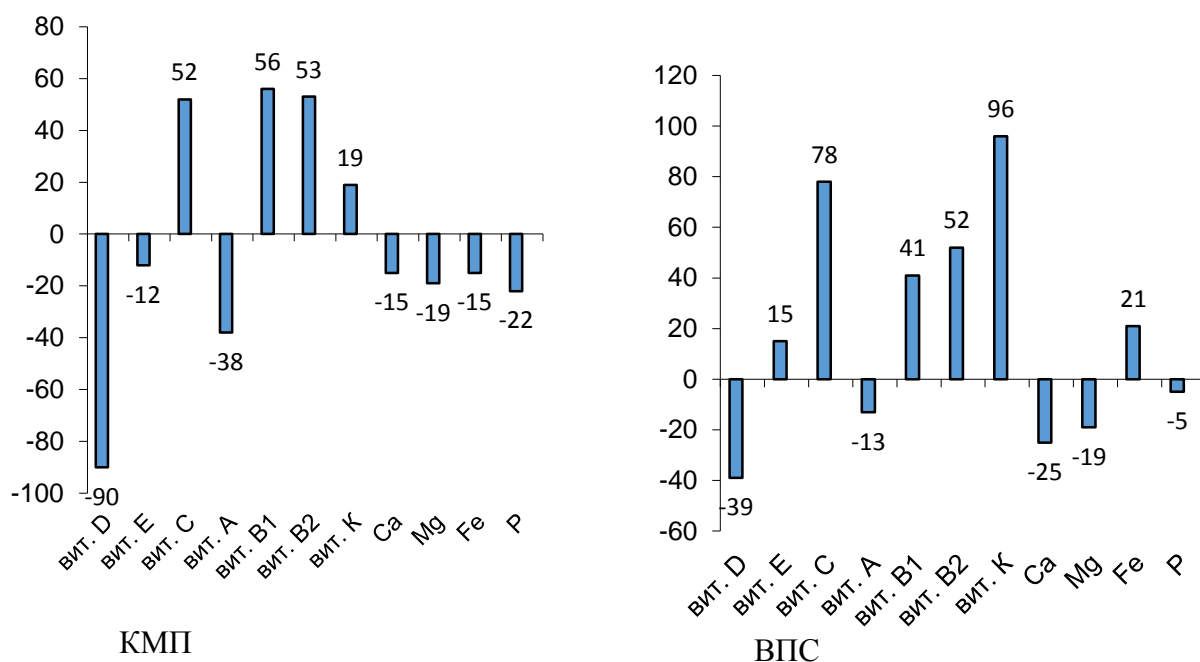 80
60
40
20
0
-20
-40
-60
-80
-100
-90
-12
52
-38
56
53
19
-15
-19
-15
-22
вит. D
вит. E
вит. C
вит. A
вит. B1
вит. B2
вит. K
Ca
Mg
Fe
P
КМП
120
100
80
60
40
20
0
-20
-40
-60
-39
15
78
-13
41
52
96
-25
-19
21
-5
вит. D
вит. E
вит. C
вит. A
вит. B1
вит. B2
вит. K
Ca
Mg
Fe
P
ВПС